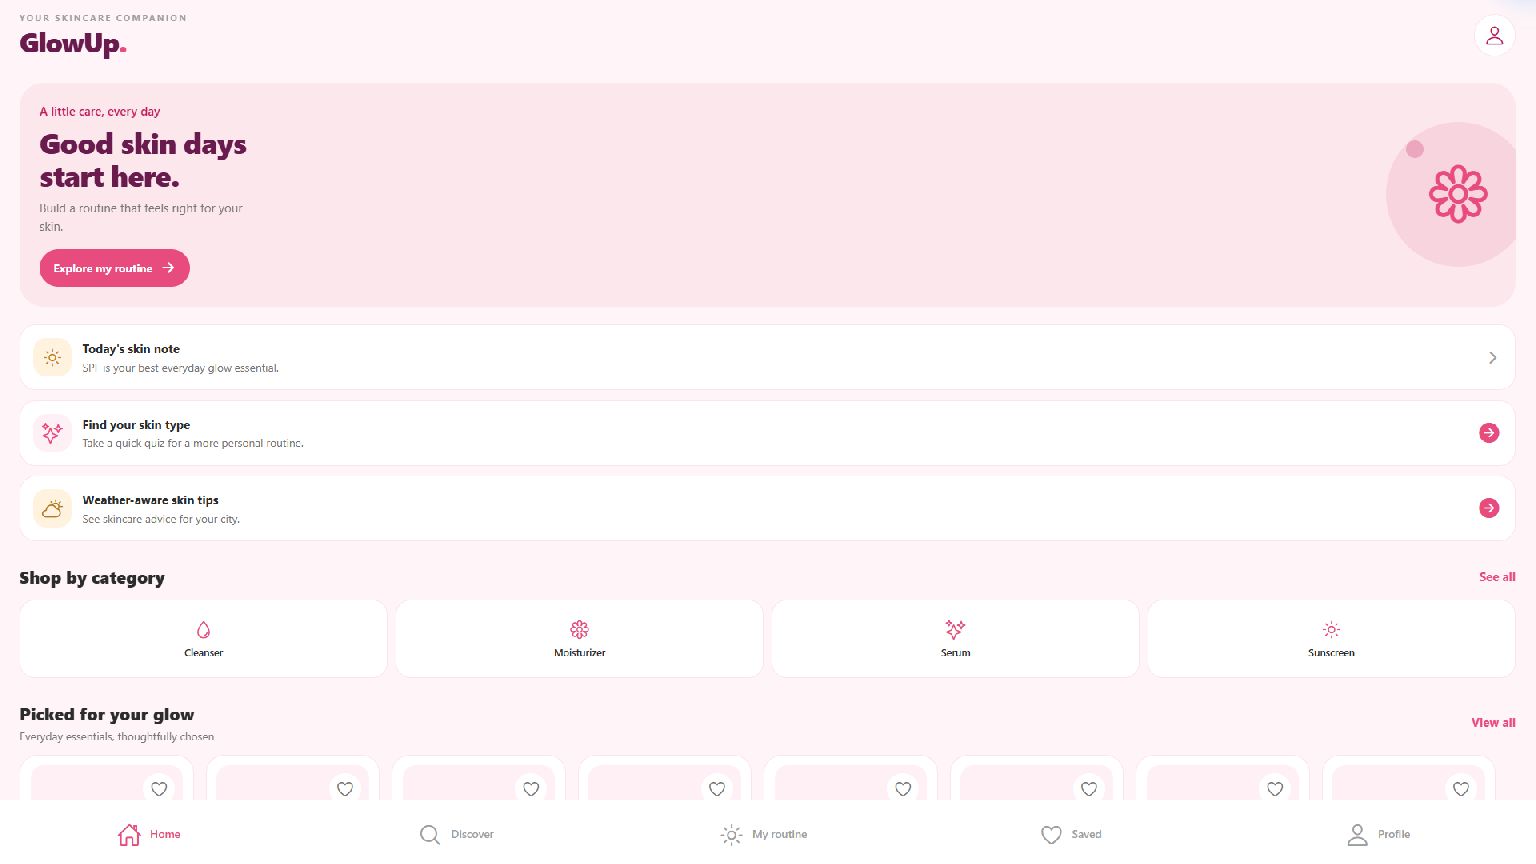 YOUR SKINCARE COMPANION
GlowUp.
A little care, every day
Good skin days
start here.
Build a routine that feels right for your
skin.
Explore my routine
Today's skin note
SPF is your best everyday glow essential.
Find your skin type
Take a quick quiz for a more personal routine.
Weather-aware skin tips
See skincare advice for your city.
Shop by category
See all
Cleanser
Moisturizer
Serum
Sunscreen
Picked for your glow
View all
Everyday essentials, thoughtfully chosen
Home
Discover
My routine
Saved
Profile